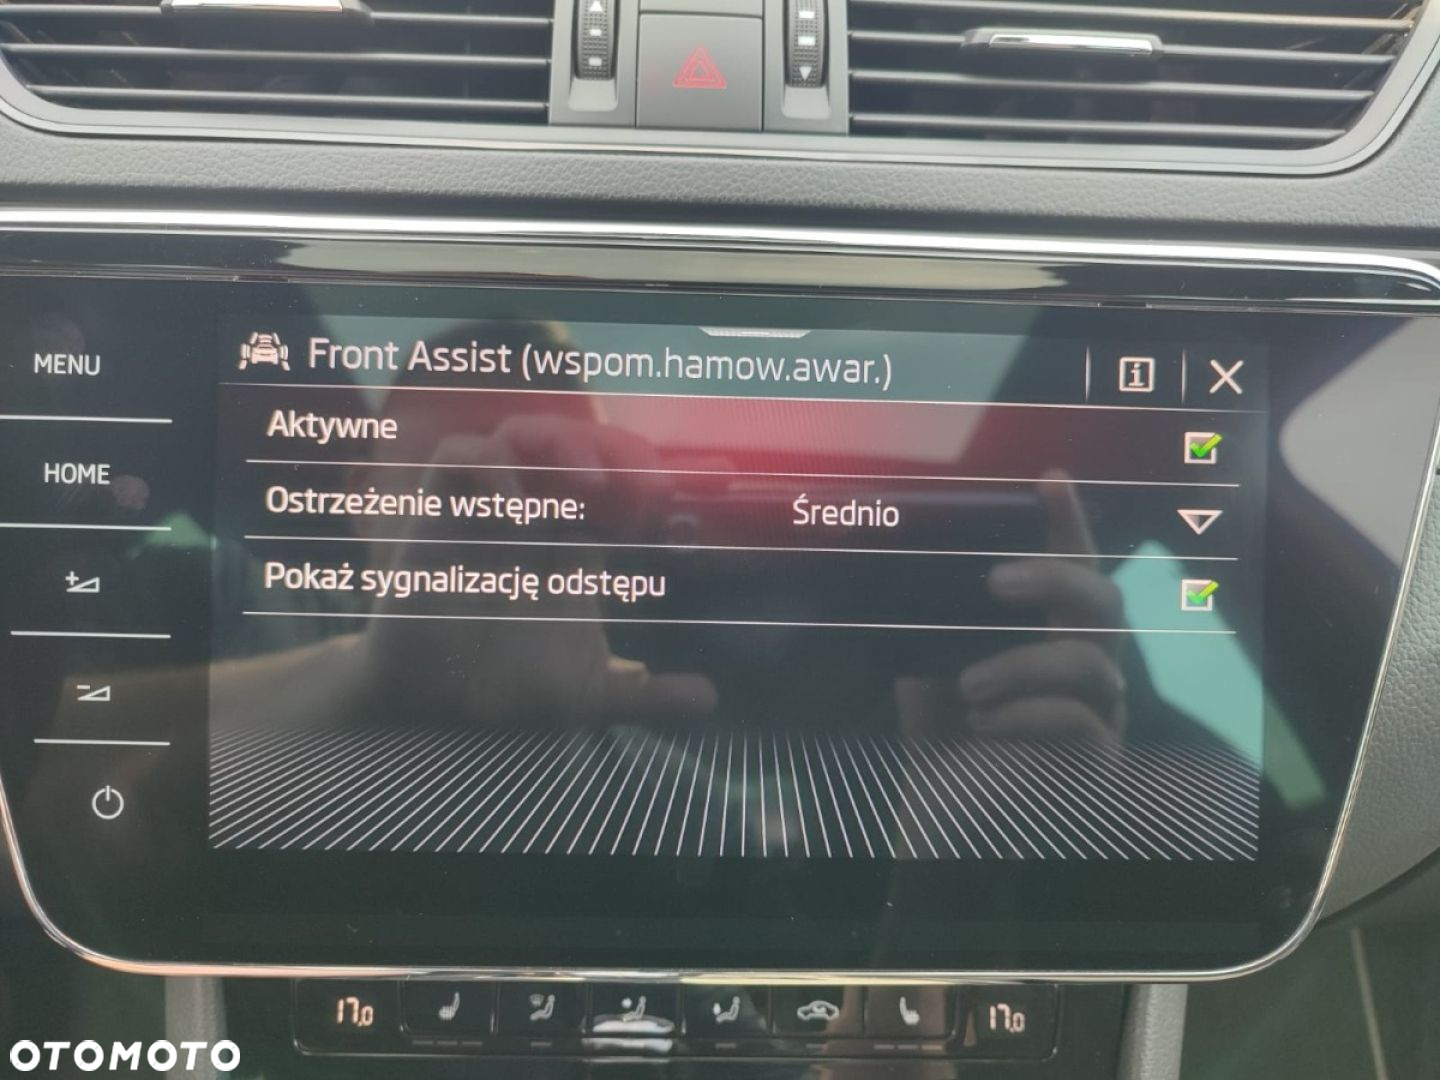 MENU
HOME
Front Assist (wspom.hamow.awar.)
i
Aktywne
Ostrzeżenie wstępne: Średnio
Pokaż sygnalizację odstępu
17.0
17.0
OTOMOTO